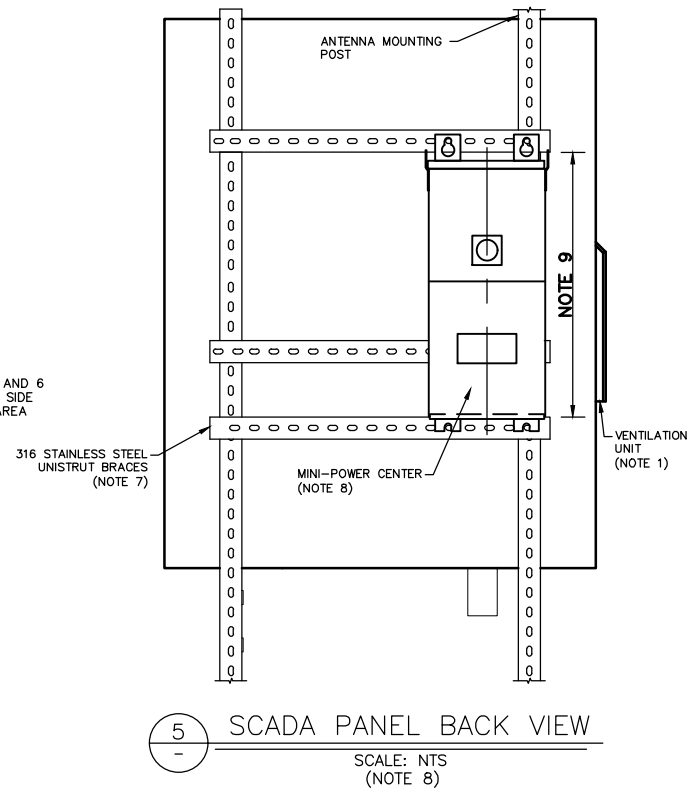 ANTENNA MOUNTING
POST
NOTE 9
AND 6
SIDE
AREA
316 STAINLESS STEEL
UNISTRUT BRACES
(NOTE 7)
MINI-POWER CENTER
(NOTE 8)
VENTILATION
UNIT
(NOTE 1)
5
-
SCADA PANEL BACK VIEW
SCALE: NTS
(NOTE 8)